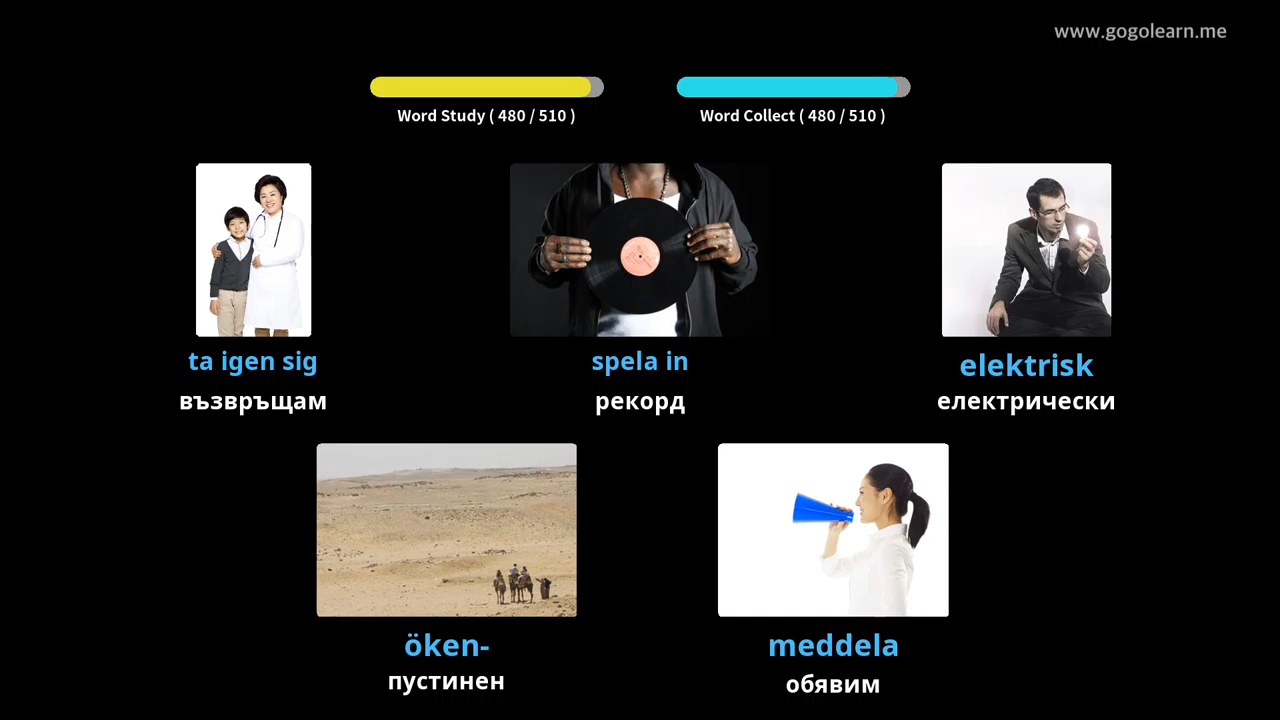 www.gogolearn.me
Word Study ( 480 / 510 )
Word Collect ( 480 / 510 )
ta igen sig
възвръщам
spela in
рекорд
elektrisk
електрически
öken-
пустинен
meddela
обявим